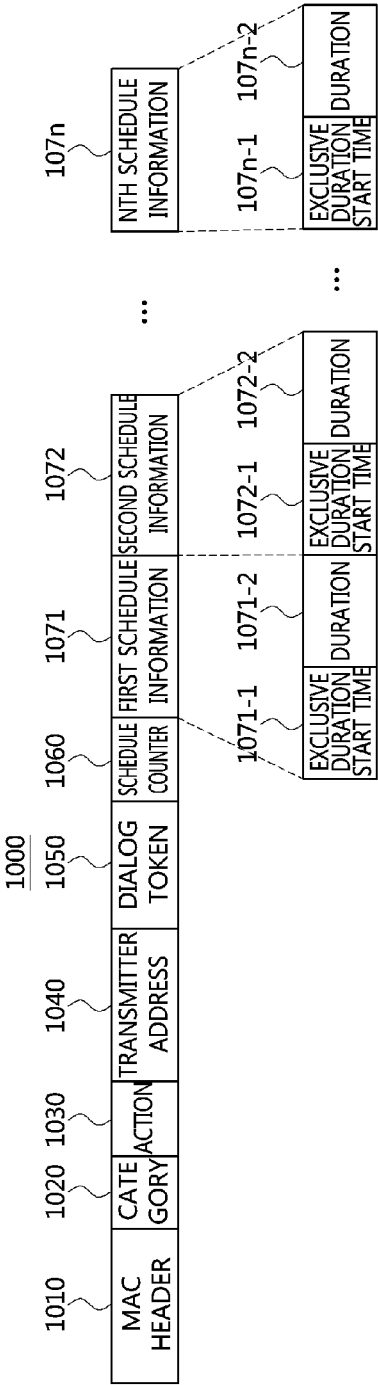 1000
1010
1020
1030
1040
1050
1060
1071
1072
107n
MAC
HEADER
CATE
GORY
ACTION
TRANSMITTER
ADDRESS
DIALOG
TOKEN
SCHEDULE
COUNTER
FIRST SCHEDULE
INFORMATION
SECOND SCHEDULE
INFORMATION
...
NTH SCHEDULE
INFORMATION
1071-1
1071-2
1072-1
1072-2
107n-1
107n-2
EXCLUSIVE
DURATION
START TIME
DURATION
EXCLUSIVE
DURATION
START TIME
DURATION
...
EXCLUSIVE
DURATION
START TIME
DURATION